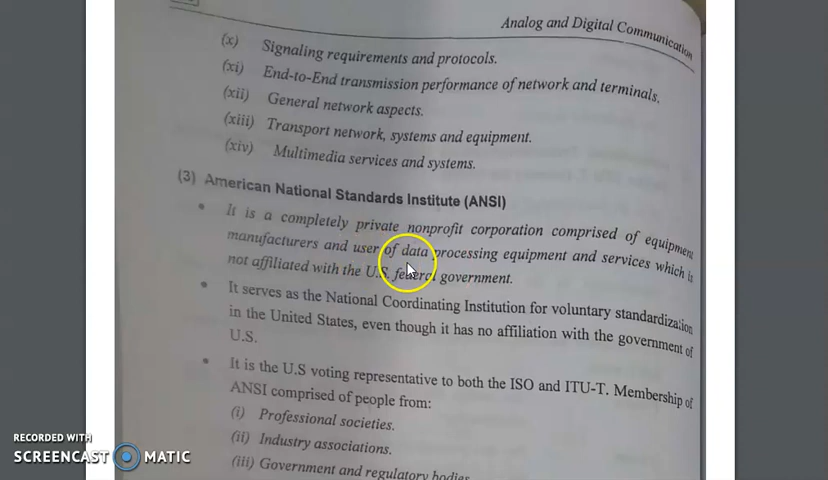 Analog and Digital Communication
(x) Signaling requirements and protocols.
(xi) End-to-End transmission performance of network and terminals.
(xii) General network aspects.
(xiii) Transport network, systems and equipment.
(xiv) Multimedia services and systems.
(3) American National Standards Institute (ANSI)
• It is a completely private nonprofit corporation comprised of equipment
manufacturers and user of data processing equipment and services which is
not affiliated with the U.S. federal government.
• It serves as the National Coordinating Institution for voluntary standardization
in the United States, even though it has no affiliation with the government of
U.S.
• It is the U.S voting representative to both the ISO and ITU-T. Membership of
ANSI comprised of people from:
(i) Professional societies.
(ii) Industry associations.
(iii) Government and regulatory bodies
RECORDED WITH
SCREENCAST MATIC